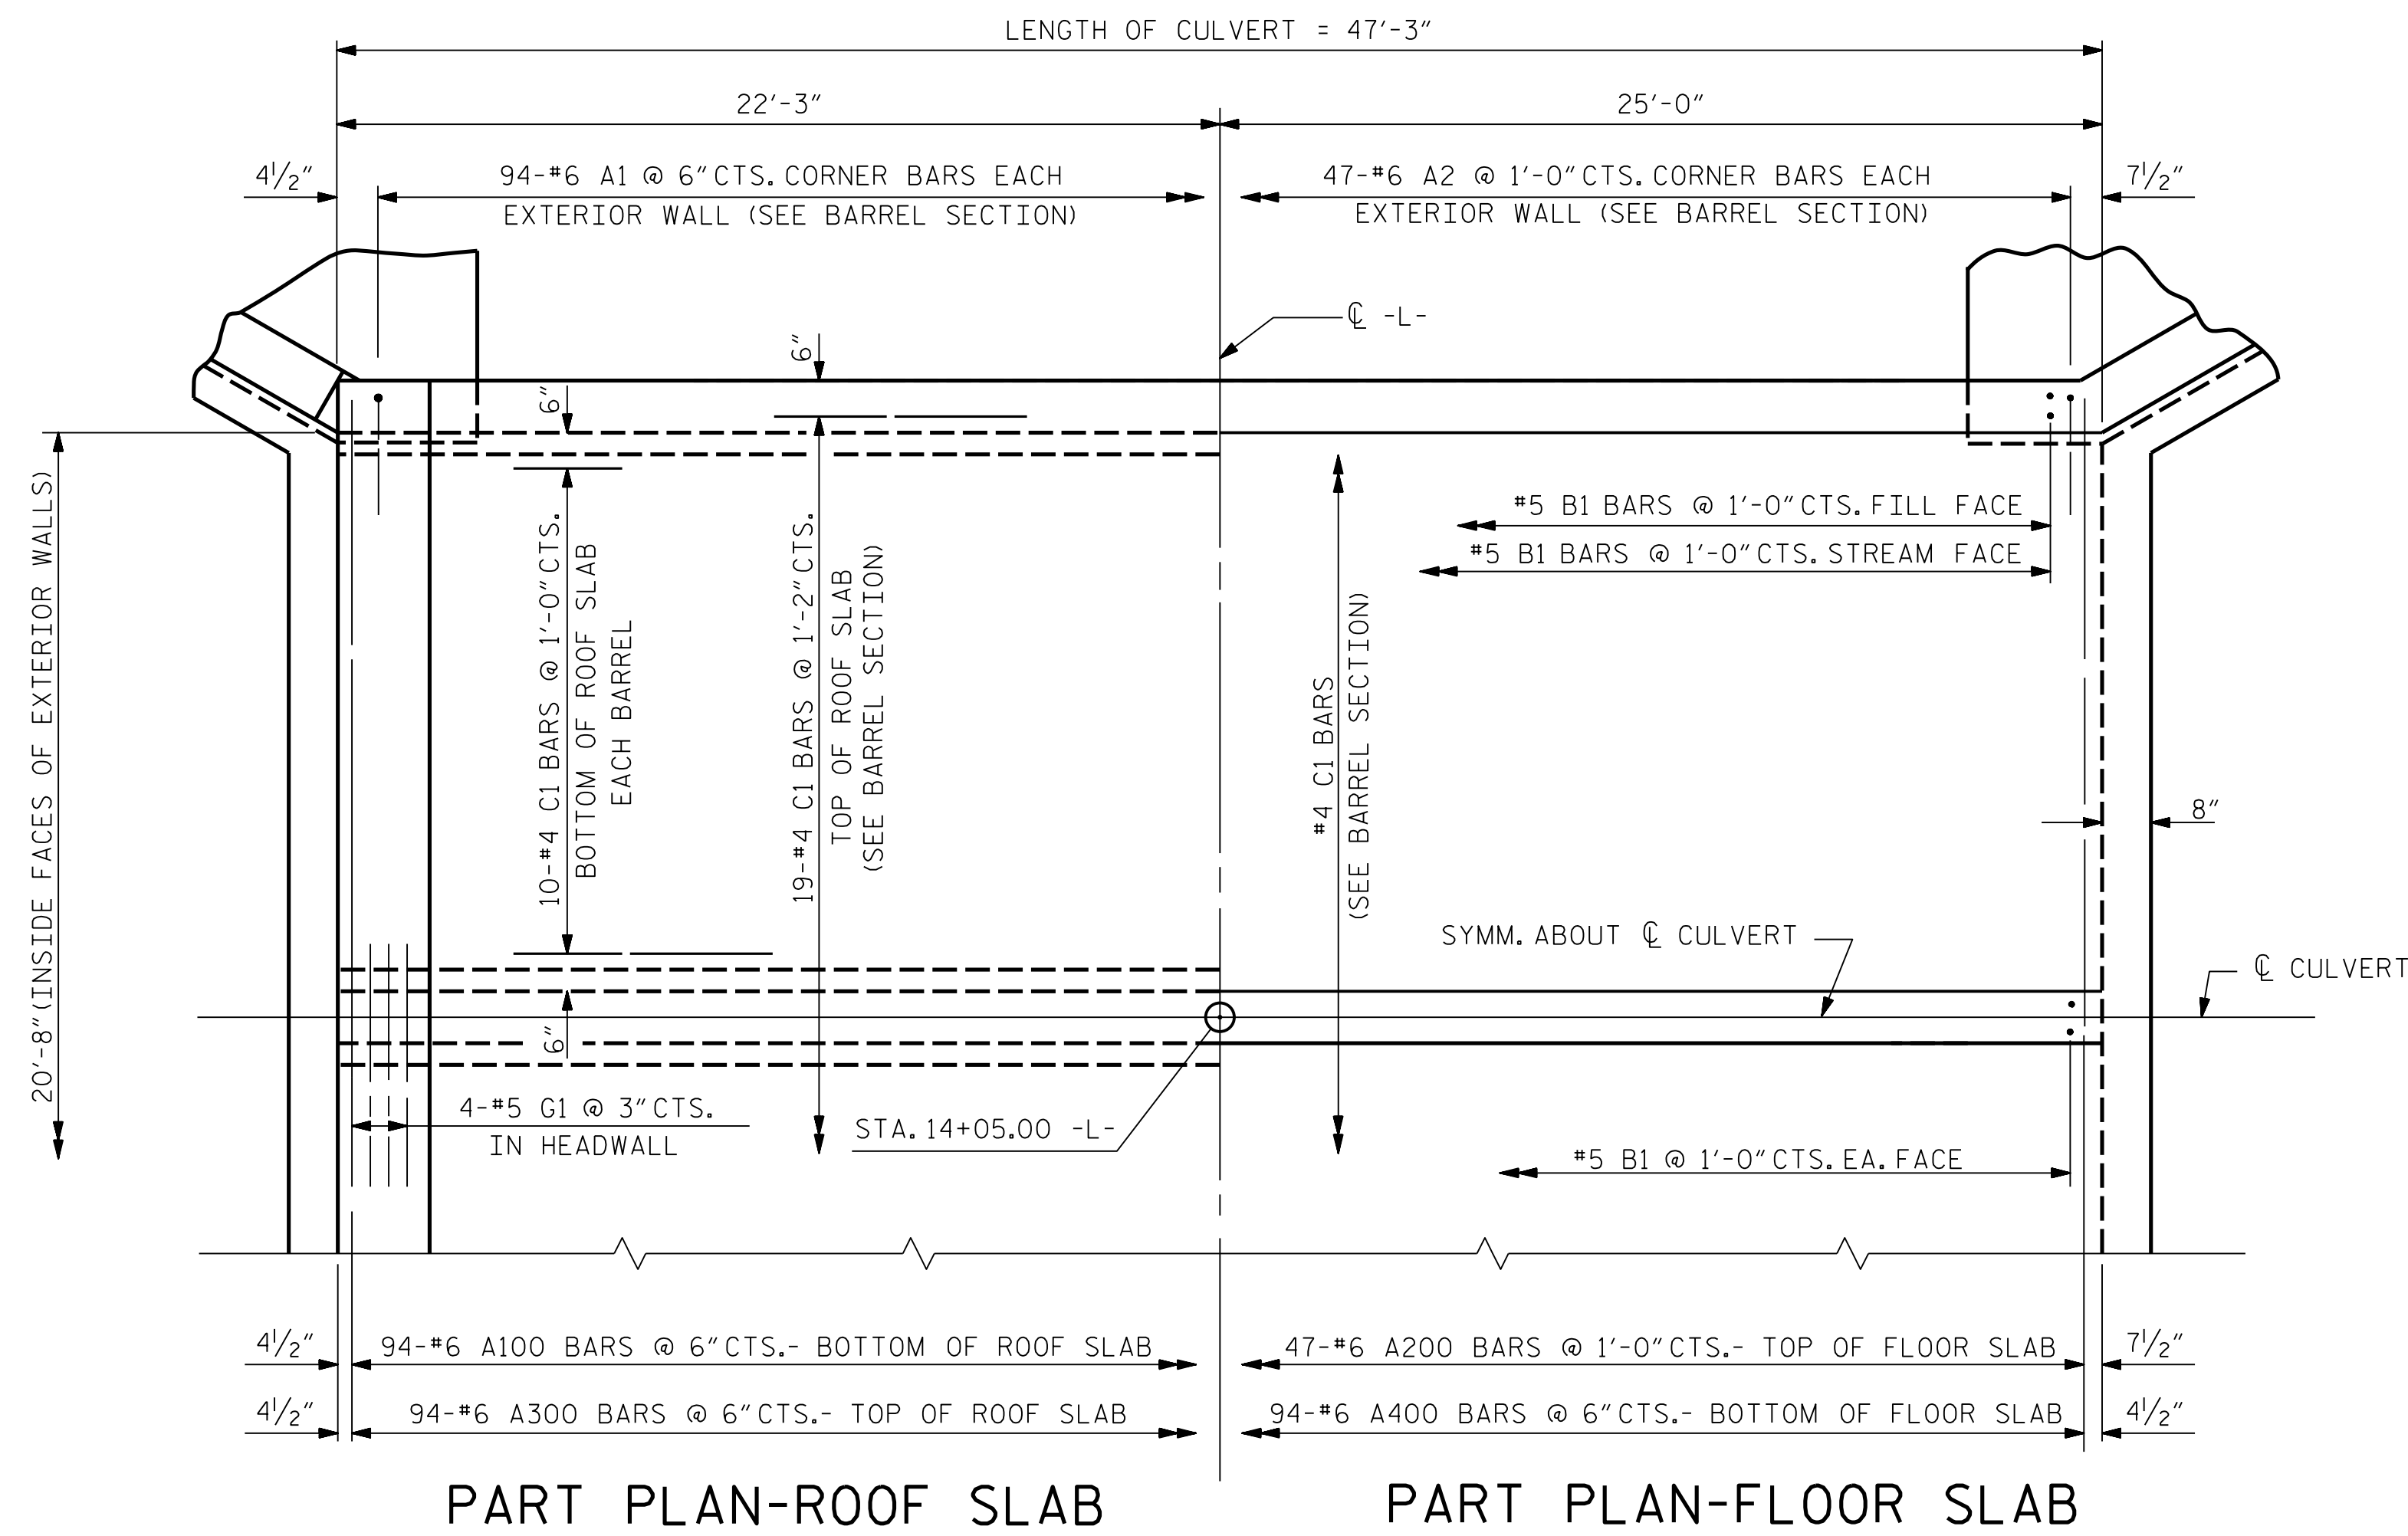 LENGTH OF CULVERT = 47'-3"
22'-3"
25'-0"
4½"
94-#6 A1 @ 6"CTS. CORNER BARS EACH
EXTERIOR WALL (SEE BARREL SECTION)
47-#6 A2 @ 1'-0"CTS. CORNER BARS EACH
EXTERIOR WALL (SEE BARREL SECTION)
7½"
℄ -L-
6"
6"
20'-8"(INSIDE FACES OF EXTERIOR WALLS)
10-#4 C1 BARS @ 1'-0"CTS.
BOTTOM OF ROOF SLAB
EACH BARREL
19-#4 C1 BARS @ 1'-2"CTS.
TOP OF ROOF SLAB
(SEE BARREL SECTION)
#4 C1 BARS
(SEE BARREL SECTION)
#5 B1 BARS @ 1'-0"CTS. FILL FACE
#5 B1 BARS @ 1'-0"CTS. STREAM FACE
8"
SYMM. ABOUT ℄ CULVERT
℄ CULVERT
6"
4-#5 G1 @ 3"CTS.
IN HEADWALL
STA. 14+05.00 -L-
#5 B1 @ 1'-0"CTS. EA. FACE
4½"
94-#6 A100 BARS @ 6"CTS.- BOTTOM OF ROOF SLAB
47-#6 A200 BARS @ 1'-0"CTS.- TOP OF FLOOR SLAB
7½"
4½"
94-#6 A300 BARS @ 6"CTS.- TOP OF ROOF SLAB
94-#6 A400 BARS @ 6"CTS.- BOTTOM OF FLOOR SLAB
4½"
PART PLAN-ROOF SLAB
PART PLAN-FLOOR SLAB